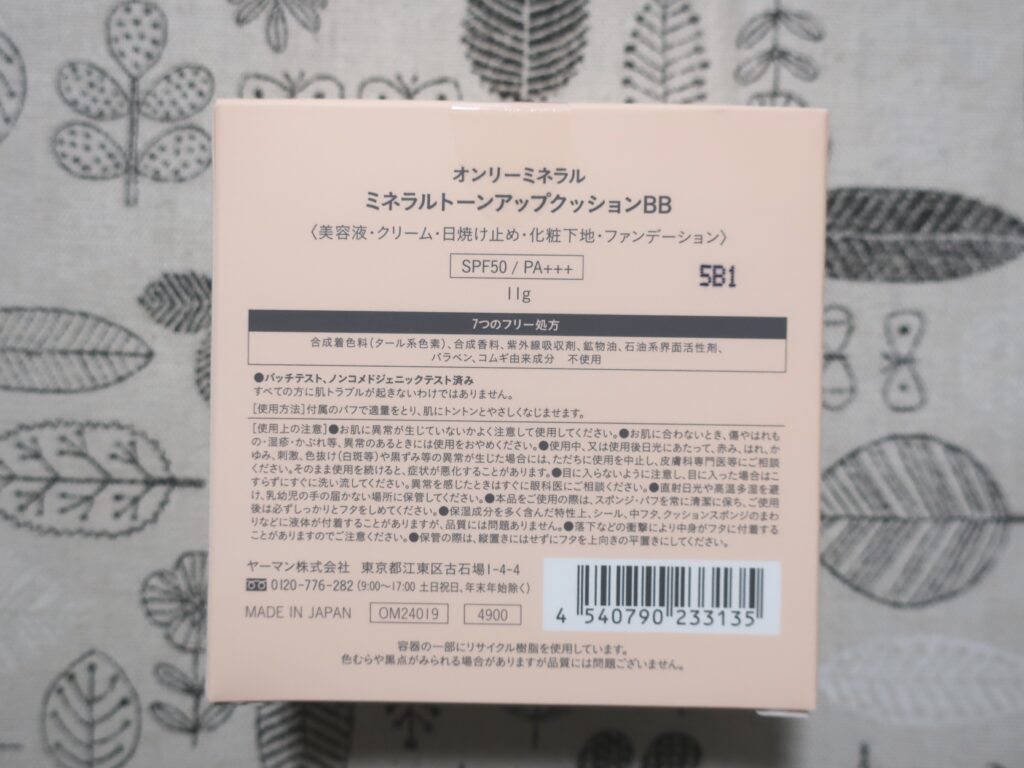 オンリーミネラル
ミネラルトーンアップクッションBB
〈美容液・クリーム・日焼け止め・化粧下地・ファンデーション〉
SPF50 / PA+++
5B1
11g
7つのフリー処方
合成着色料（タール系色素）、合成香料、紫外線吸収剤、鉱物油、石油系界面活性剤、
パラベン、コムギ由来成分 不使用
●パッチテスト、ノンコメドジェニックテスト済み
すべての方に肌トラブルが起きないわけではありません。
［使用方法］付属のパフで適量をとり、肌にトントンとやさしくなじませます。
［使用上の注意］●お肌に異常が生じていないかよく注意して使用してください。●お肌に合わないとき、傷やはれも
の・湿疹・かぶれ等、異常のあるときには使用をおやめください。●使用中、又は使用後日光にあたって、赤み、はれ、か
ゆみ、刺激、色抜け（白斑等）や黒ずみ等の異常が生じた場合には、ただちに使用を中止し、皮膚科専門医等にご相談
ください。そのまま使用を続けると、症状が悪化することがあります。●目に入らないように注意し、目に入った場合はこ
すらずにすぐに洗い流してください。異常を感じたときはすぐに眼科医にご相談ください。●直射日光や高温多湿を避
け、乳幼児の手の届かない場所に保管してください。●本品をご使用の際は、スポンジ・パフを常に清潔に保ち、ご使用
後は必ずしっかりとフタをしめてください。●保湿成分を多く含んだ特性上、シール、中フタ、クッションスポンジのまわ
りなどに液体が付着することがありますが、品質には問題ありません。●落下などの衝撃により中身がフタに付着する
ことがありますのでご注意ください。●保管の際は、縦置きにはせずにフタを上向きの平置きにしてください。
ヤーマン株式会社 東京都江東区古石場1-4-4
0120-776-282（9:00〜17:00 土日祝日、年末年始除く）
MADE IN JAPAN OM24019 4900
4 540790 233135
容器の一部にリサイクル樹脂を使用しています。
色むらや黒点がみられる場合がありますが品質には問題ございません。